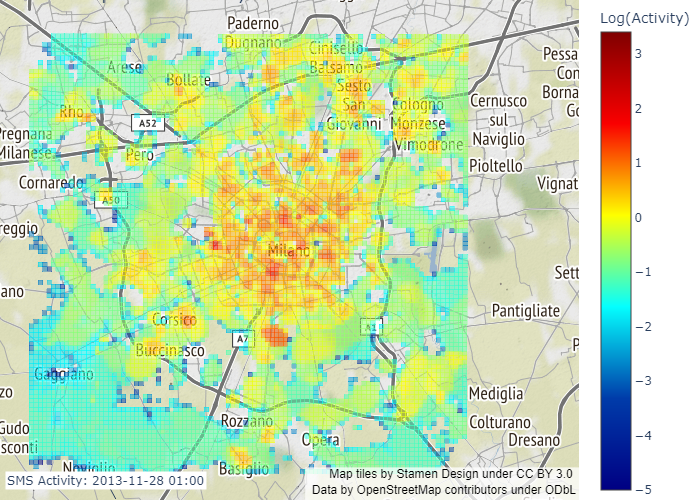 Paderno
Dugnano
Cinisello
Balsamo
Arese
Bollate
Sesto
San
Giovanni
Cologno
Monzese
Vimodrone
Rho
A52
Pero
Pregnana
Milanese
Cornaredo
A50
reggio
Cernusco
sul
Naviglio
Pioltello
Pessa
Con
Borna
Go
Vignat
Milano
Sett
ano
Pantigliate
Corsico
A7
A1
Buccinasco
Gaggiano
Mediglia
zo
Rozzano
Colturano
Gudo
sconti
Opera
Dresano
Noviglio
Basiglio
SMS Activity: 2013-11-28 01:00
Map tiles by Stamen Design under CC BY 3.0
Data by OpenStreetMap contributors under ODbL
Log(Activity)
3
2
1
0
−1
−2
−3
−4
−5